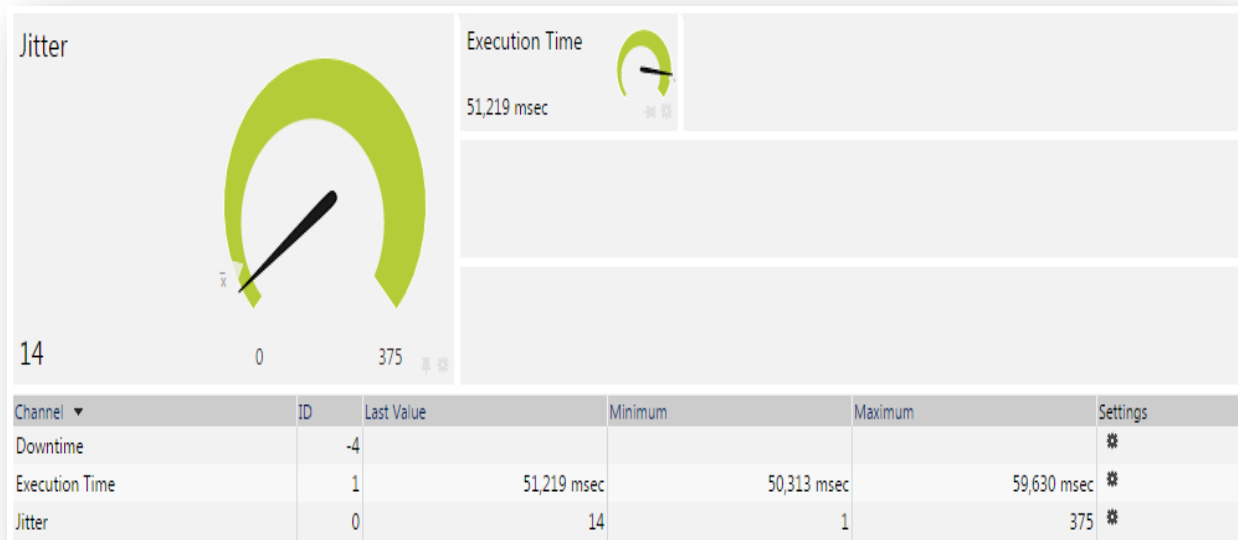 Jitter
x̄
14
0
375
Execution Time
51,219 msec
Channel ID Last Value Minimum Maximum Settings
Downtime -4
Execution Time 1 51,219 msec 50,313 msec 59,630 msec
Jitter 0 14 1 375